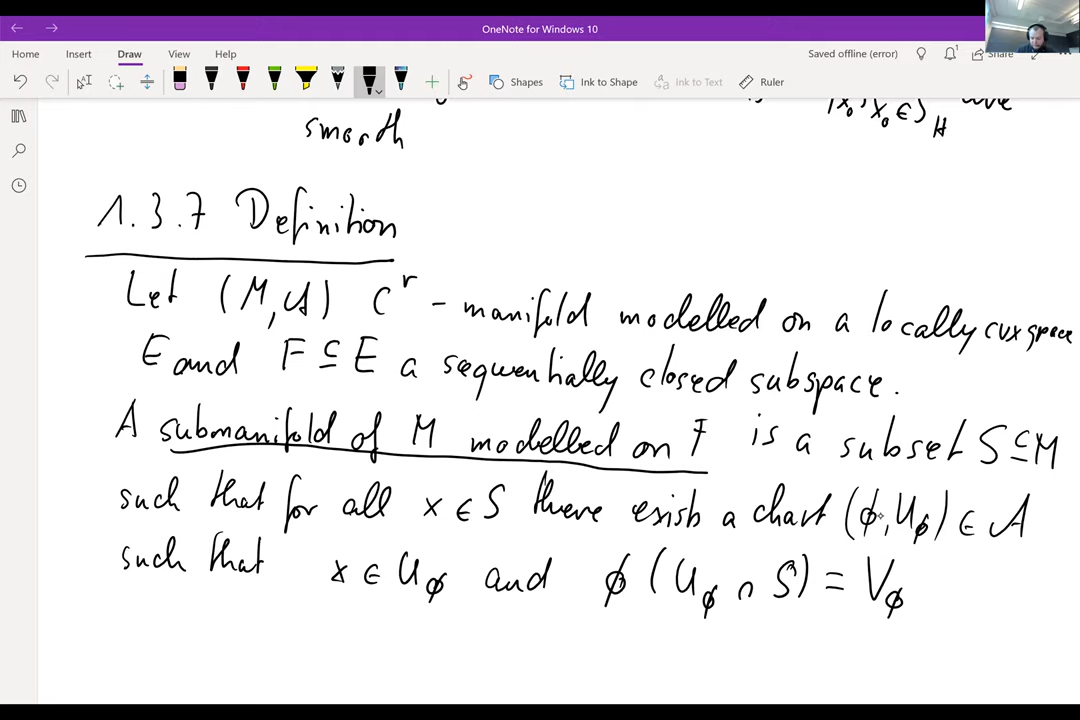 OneNote for Windows 10
Home Insert Draw View Help Saved offline (error) Share
Shapes Ink to Shape Ink to Text Ruler
smooth
1.3.7 Definition
Let (M, A) C^r - manifold modelled on a locally cvx space
E and F ⊆ E a sequentially closed subspace.
A submanifold of M modelled on F is a subset S ⊆ M
such that for all x ∈ S there exists a chart (ϕ, U_ϕ) ∈ A
such that x ∈ U_ϕ and ϕ (U_ϕ ∩ S) = V_ϕ